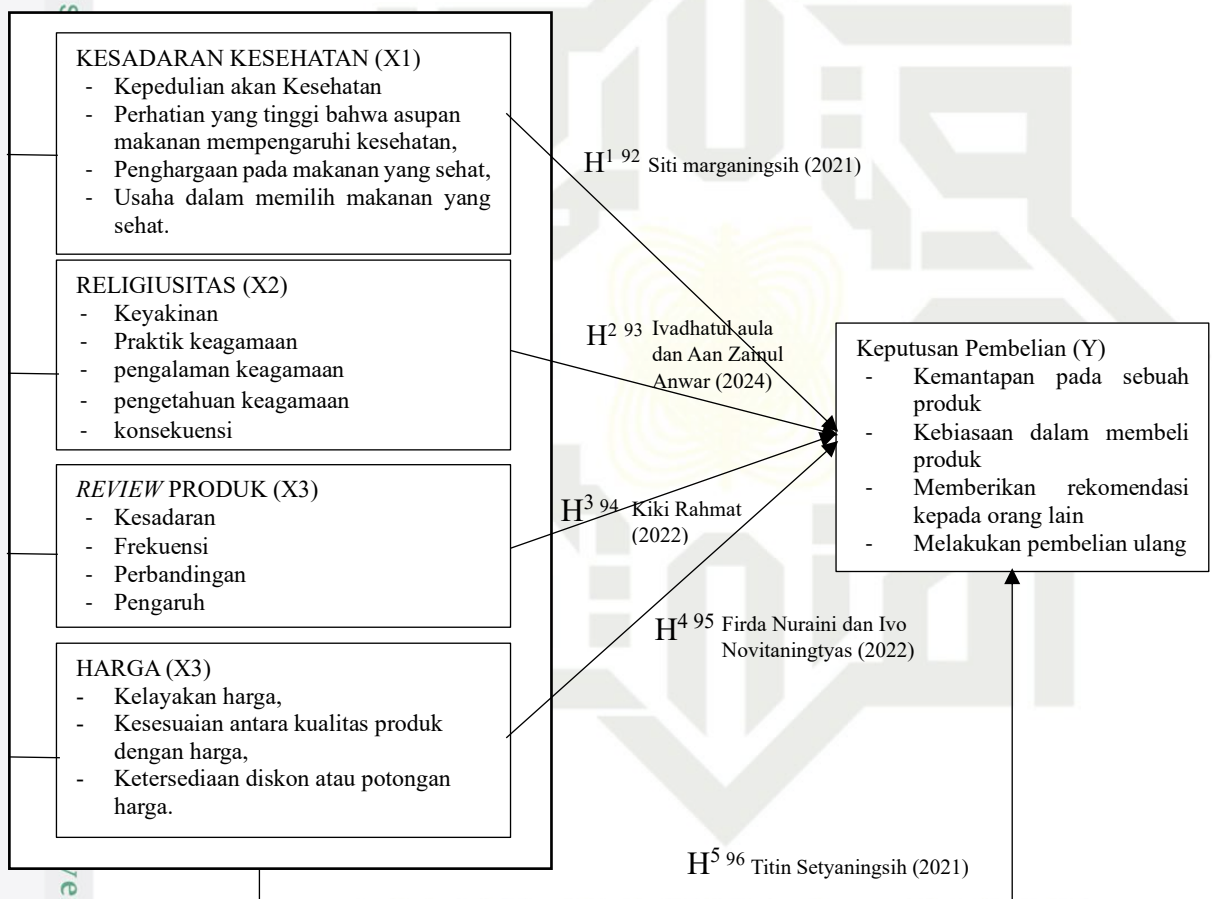 KESADARAN KESEHATAN (X1)
- Kepedulian akan Kesehatan
- Perhatian yang tinggi bahwa asupan
makanan mempengaruhi kesehatan,
- Penghargaan pada makanan yang sehat,
- Usaha dalam memilih makanan yang
sehat.
RELIGIUSITAS (X2)
- Keyakinan
- Praktik keagamaan
- pengalaman keagamaan
- pengetahuan keagamaan
- konsekuensi
REVIEW PRODUK (X3)
- Kesadaran
- Frekuensi
- Perbandingan
- Pengaruh
HARGA (X3)
- Kelayakan harga,
- Kesesuaian antara kualitas produk
dengan harga,
- Ketersediaan diskon atau potongan
harga.
H1 92 Siti marganingsih (2021)
H2 93 Ivadhatul aula
dan Aan Zainul
Anwar (2024)
H3 94 Kiki Rahmat
(2022)
H4 95 Firda Nuraini dan Ivo
Novitaningtyas (2022)
H5 96 Titin Setyaningsih (2021)
Keputusan Pembelian (Y)
- Kemantapan pada sebuah
produk
- Kebiasaan dalam membeli
produk
- Memberikan rekomendasi
kepada orang lain
- Melakukan pembelian ulang